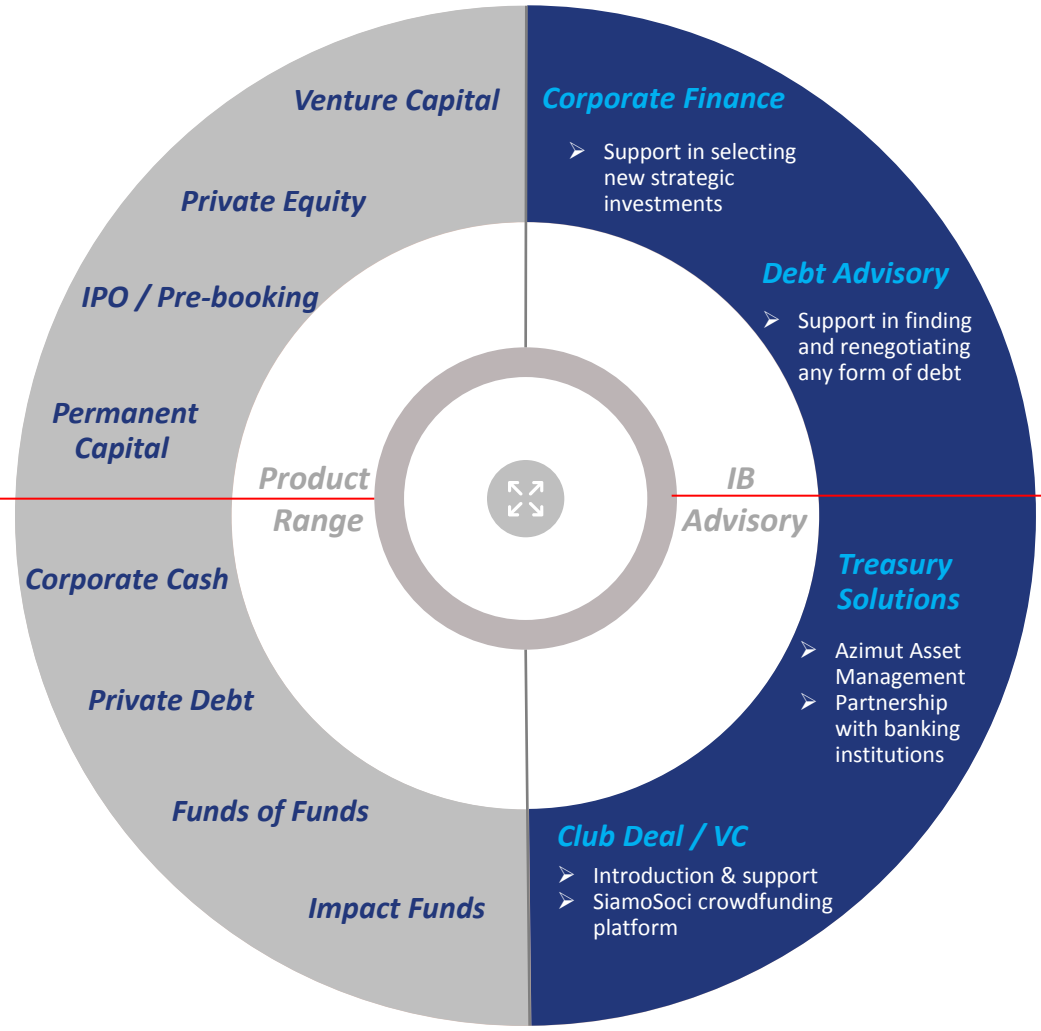 Venture Capital
Private Equity
IPO / Pre-booking
Permanent
Capital
Product
Range
Corporate Cash
Private Debt
Funds of Funds
Impact Funds
Corporate Finance
➢ Support in selecting
new strategic
investments
Debt Advisory
➢ Support in finding
and renegotiating
any form of debt
IB
Advisory
Treasury
Solutions
➢ Azimut Asset
Management
➢ Partnership
with banking
institutions
Club Deal / VC
➢ Introduction & support
➢ SiamoSoci crowdfunding
platform